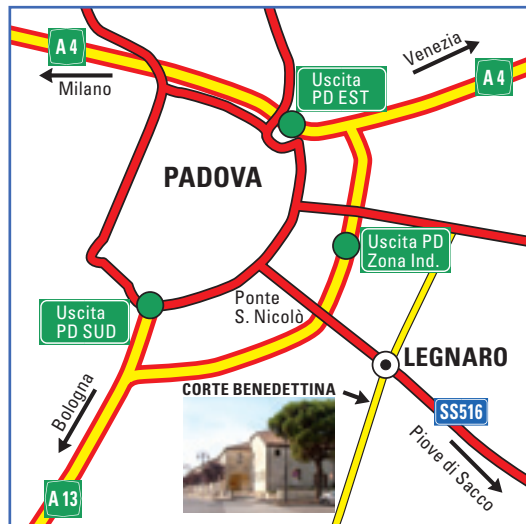 A 4
Milano
Uscita
PD EST
Venezia
A 4
PADOVA
Uscita PD
Zona Ind.
Uscita
PD SUD
Ponte
S. Nicolò
LEGNARO
CORTE BENEDETTINA
Bologna
SS516
Piove di Sacco
A 13